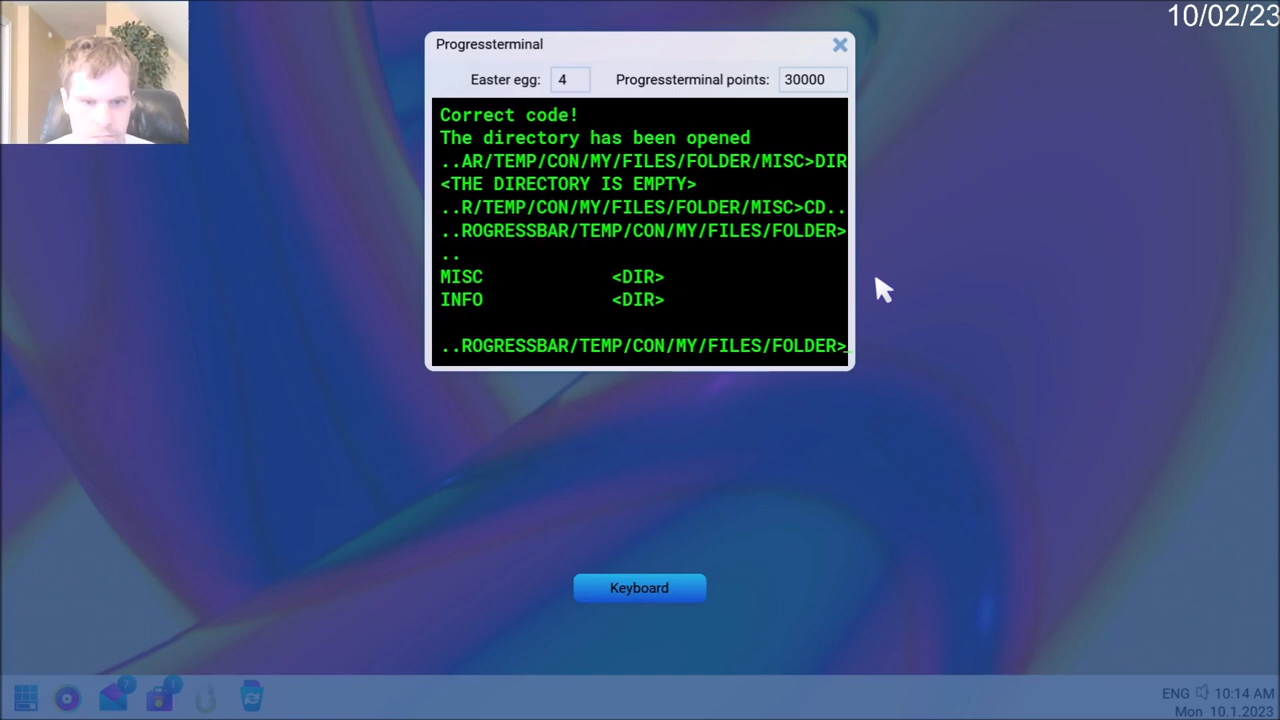 10/02/23
Progressterminal
Easter egg: 4 Progressterminal points: 30000
Correct code!
The directory has been opened
..AR/TEMP/CON/MY/FILES/FOLDER/MISC>DIR
<THE DIRECTORY IS EMPTY>
..R/TEMP/CON/MY/FILES/FOLDER/MISC>CD..
..ROGRESSBAR/TEMP/CON/MY/FILES/FOLDER>
..
MISC <DIR>
INFO <DIR>
..ROGRESSBAR/TEMP/CON/MY/FILES/FOLDER>_
Keyboard
7
1
ENG 10:14 AM
Mon 10.1.2023